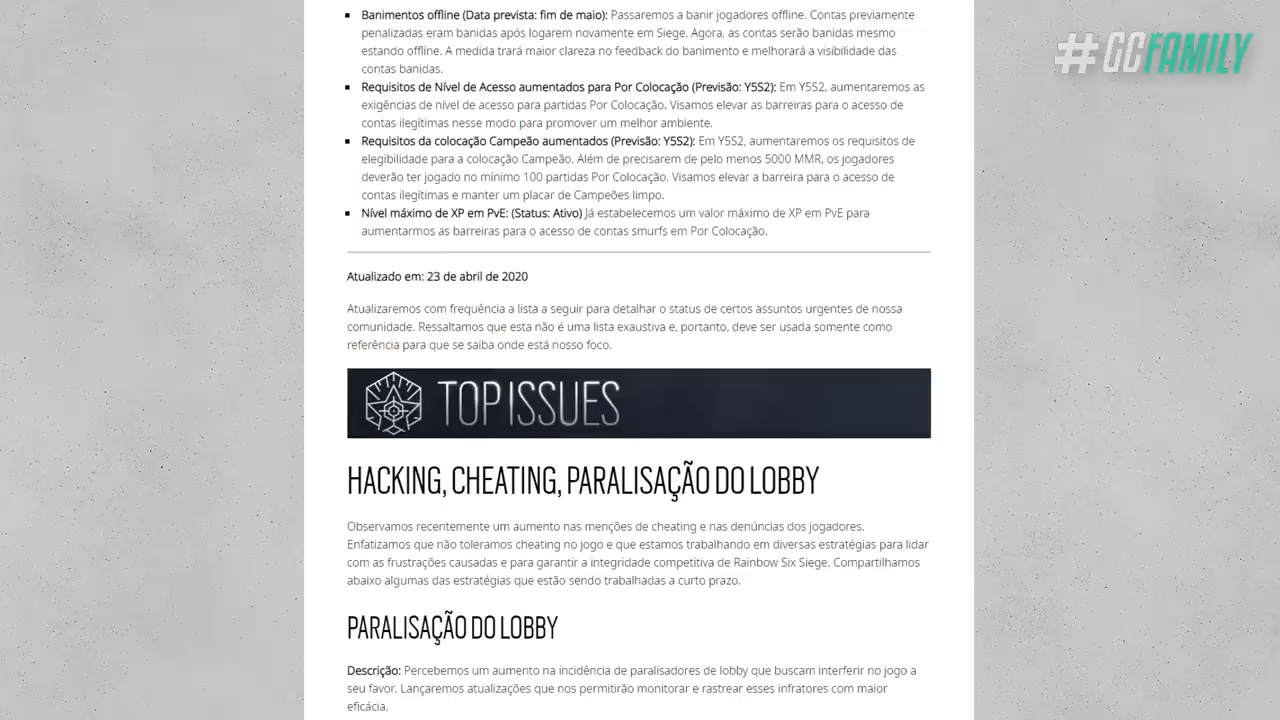 Banimentos offline (Data prevista: fim de maio): Passaremos a banir jogadores offline. Contas previamente
penalizadas eram banidas após logarem novamente em Siege. Agora, as contas serão banidas mesmo
estando offline. A medida trará maior clareza no feedback do banimento e melhorará a visibilidade das
contas banidas.
#GCFAMILY
Requisitos de Nível de Acesso aumentados para Por Colocação (Previsão: Y5S2): Em Y5S2, aumentaremos as
exigências de nível de acesso para partidas Por Colocação. Visamos elevar as barreiras para o acesso de
contas ilegítimas nesse modo para promover um melhor ambiente.
Requisitos da colocação Campeão aumentados (Previsão: Y5S2): Em Y5S2, aumentaremos os requisitos de
elegibilidade para a colocação Campeão. Além de precisarem de pelo menos 5000 MMR, os jogadores
deverão ter jogado no mínimo 100 partidas Por Colocação. Visamos elevar a barreira para o acesso de
contas ilegítimas e manter um placar de Campeões limpo.
Nível máximo de XP em PvE: (Status: Ativo) Já estabelecemos um valor máximo de XP em PvE para
aumentarmos as barreiras para o acesso de contas smurfs em Por Colocação.
Atualizado em: 23 de abril de 2020
Atualizaremos com frequência a lista a seguir para detalhar o status de certos assuntos urgentes de nossa
comunidade. Ressaltamos que esta não é uma lista exaustiva e, portanto, deve ser usada somente como
referência para que se saiba onde está nosso foco.
TOP ISSUES
HACKING, CHEATING, PARALISAÇÃO DO LOBBY
Observamos recentemente um aumento nas menções de cheating e nas denúncias dos jogadores.
Enfatizamos que não toleramos cheating no jogo e que estamos trabalhando em diversas estratégias para lidar
com as frustrações causadas e para garantir a integridade competitiva de Rainbow Six Siege. Compartilhamos
abaixo algumas das estratégias que estão sendo trabalhadas a curto prazo.
PARALISAÇÃO DO LOBBY
Descrição: Percebemos um aumento na incidência de paralisadores de lobby que buscam interferir no jogo a
seu favor. Lançaremos atualizações que nos permitirão monitorar e rastrear esses infratores com maior
eficácia.